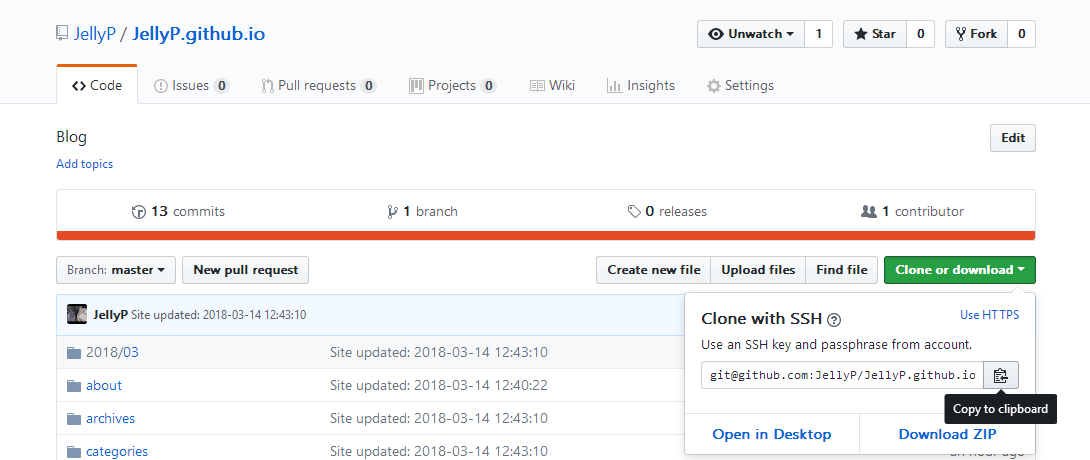 JellyP / JellyP.github.io
Unwatch 1 Star 0 Fork 0
Code Issues 0 Pull requests 0 Projects 0 Wiki Insights Settings
Blog
Edit
Add topics
13 commits 1 branch 0 releases 1 contributor
Branch: master New pull request Create new file Upload files Find file Clone or download
JellyP Site updated: 2018-03-14 12:43:10
2018/03 Site updated: 2018-03-14 12:43:10
about Site updated: 2018-03-14 12:40:22
archives Site updated: 2018-03-14 12:43:10
categories Site updated: 2018-03-14 12:43:10
Clone with SSH Use HTTPS
Use an SSH key and passphrase from account.
git@github.com:JellyP/JellyP.github.io
Copy to clipboard
Open in Desktop Download ZIP
an hour ago